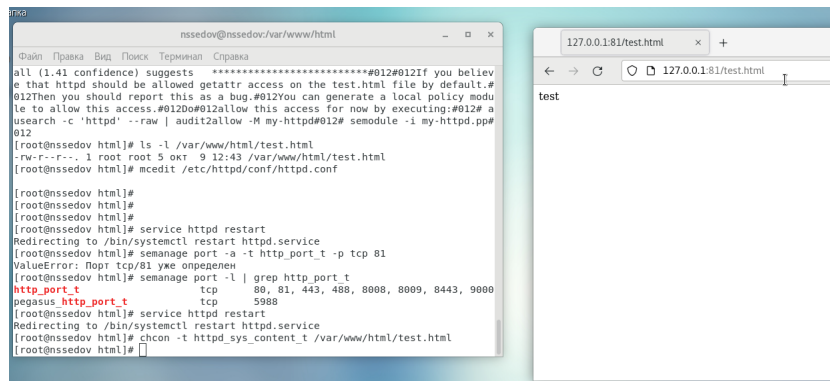 пка
nssedov@nssedov:/var/www/html
Файл Правка Вид Поиск Терминал Справка
all (1.41 confidence) suggests   **************************#012#012If you believ
e that httpd should be allowed getattr access on the test.html file by default.#
012Then you should report this as a bug.#012You can generate a local policy modu
le to allow this access.#012Do#012allow this access for now by executing:#012# a
usearch -c 'httpd' --raw | audit2allow -M my-httpd#012# semodule -i my-httpd.pp#
012
[root@nssedov html]# ls -l /var/www/html/test.html
-rw-r--r--. 1 root root 5 окт  9 12:43 /var/www/html/test.html
[root@nssedov html]# mcedit /etc/httpd/conf/httpd.conf
[root@nssedov html]#
[root@nssedov html]#
[root@nssedov html]#
[root@nssedov html]# service httpd restart
Redirecting to /bin/systemctl restart httpd.service
[root@nssedov html]# semanage port -a -t http_port_t -p tcp 81
ValueError: Порт tcp/81 уже определен
[root@nssedov html]# semanage port -l | grep http_port_t
http_port_t                    tcp      80, 81, 443, 488, 8008, 8009, 8443, 9000
pegasus_http_port_t            tcp      5988
[root@nssedov html]# service httpd restart
Redirecting to /bin/systemctl restart httpd.service
[root@nssedov html]# chcon -t httpd_sys_content_t /var/www/html/test.html
[root@nssedov html]#
127.0.0.1:81/test.html
127.0.0.1:81/test.html
test